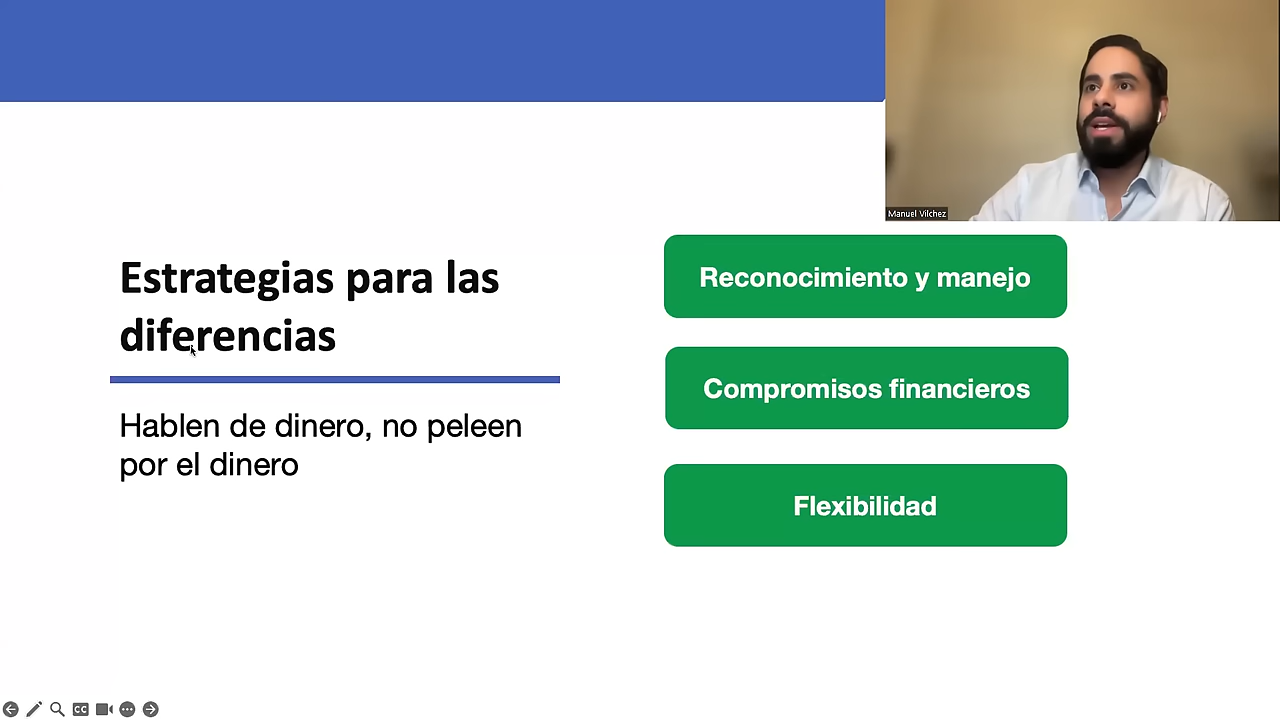 Manuel Vilchez
Estrategias para las
diferencias
Hablen de dinero, no peleen
por el dinero
Reconocimiento y manejo
Compromisos financieros
Flexibilidad
CC